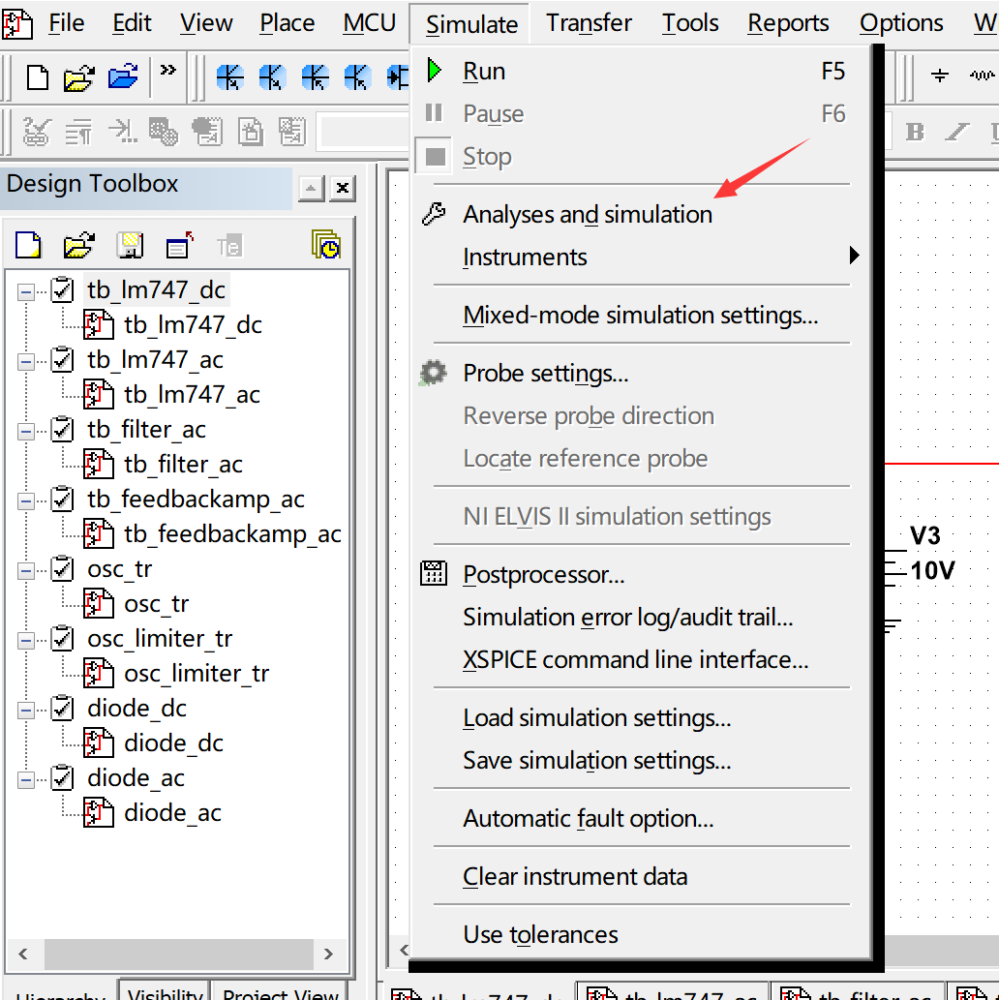 File Edit View Place MCU Simulate Transfer Tools Reports Options W
Run F5
Pause F6
Stop
B
Design Toolbox
Analyses and simulation
Instruments
Mixed-mode simulation settings...
Probe settings...
Reverse probe direction
Locate reference probe
NI ELVIS II simulation settings
Postprocessor...
Simulation error log/audit trail...
XSPICE command line interface...
Load simulation settings...
Save simulation settings...
Automatic fault option...
Clear instrument data
Use tolerances
tb_lm747_dc
tb_lm747_dc
tb_lm747_ac
tb_lm747_ac
tb_filter_ac
tb_filter_ac
tb_feedbackamp_ac
tb_feedbackamp_ac
osc_tr
osc_tr
osc_limiter_tr
osc_limiter_tr
diode_dc
diode_dc
diode_ac
diode_ac
V3
10V
Hierarchy Visibility Project View
tb_lm747_dc tb_lm747_ac tb_filter_ac